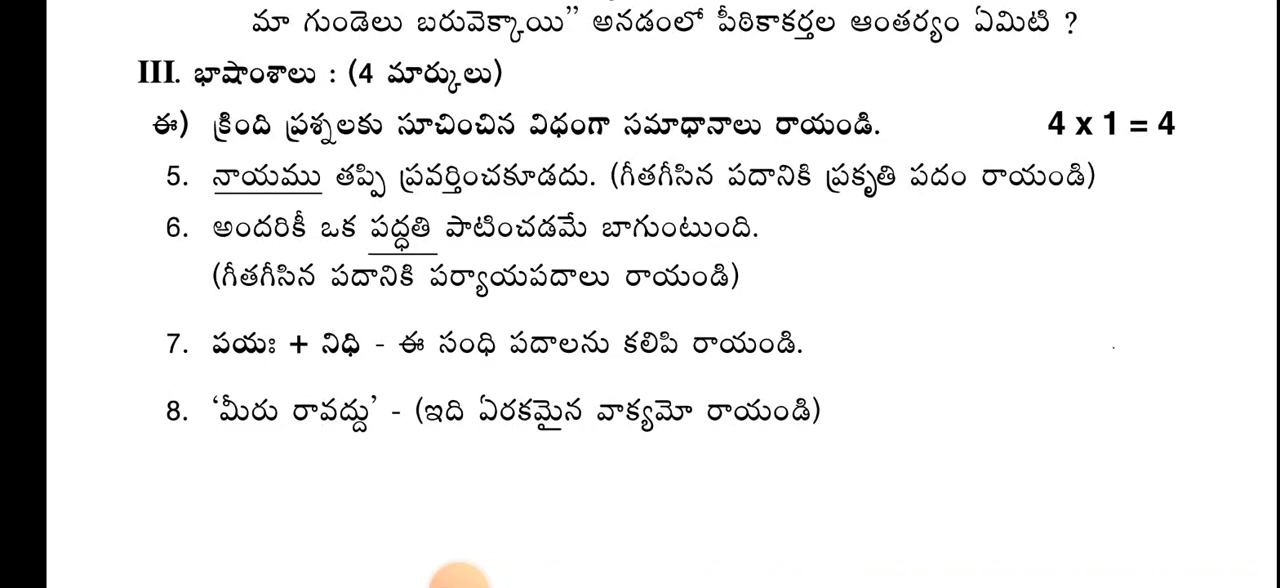 మా గుండెలు బరువెక్కాయి” అనడంలో పీఠికాకర్తల ఆంతర్యం ఏమిటి ?
III. భాషాంశాలు : (4 మార్కులు)
ఈ) క్రింది ప్రశ్నలకు సూచించిన విధంగా సమాధానాలు రాయండి. 4 x 1 = 4
5. నాయము తప్పి ప్రవర్తించకూడదు. (గీతగీసిన పదానికి ప్రకృతి పదం రాయండి)
6. అందరికీ ఒక పద్ధతి పాటించడమే బాగుంటుంది.
(గీతగీసిన పదానికి పర్యాయపదాలు రాయండి)
7. పయః + నిధి - ఈ సంధి పదాలను కలిపి రాయండి.
8. ‘మీరు రావద్దు’ - (ఇది ఏరకమైన వాక్యమో రాయండి)